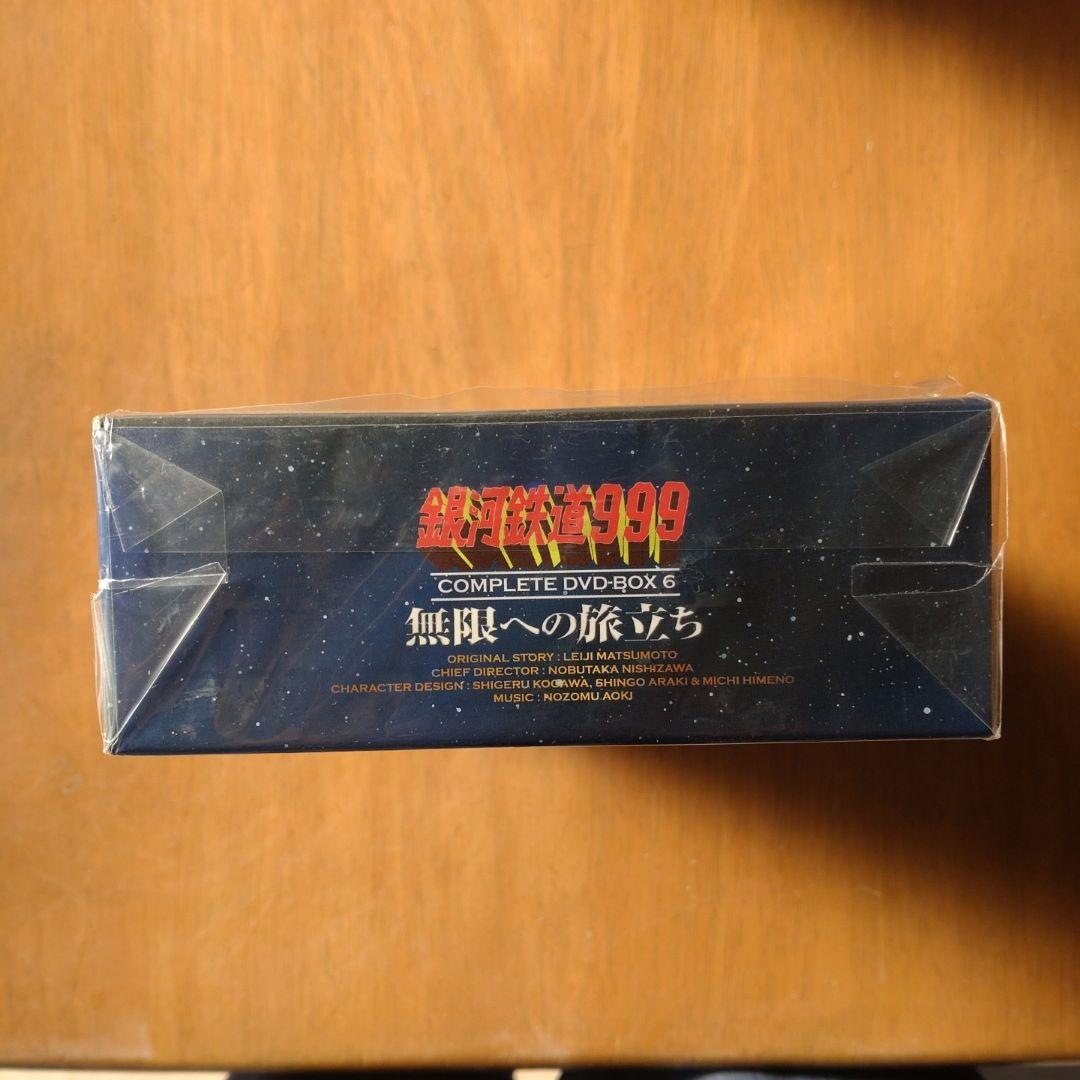 銀河鉄道999
COMPLETE DVD-BOX 6
無限への旅立ち
ORIGINAL STORY : LEIJI MATSUMOTO
CHIEF DIRECTOR : NOBUTAKA NISHIZAWA
CHARACTER DESIGN : SHIGERU KOGAWA, SHINGO ARAKI & MICHI HIMENO
MUSIC : NOZOMU AOKI